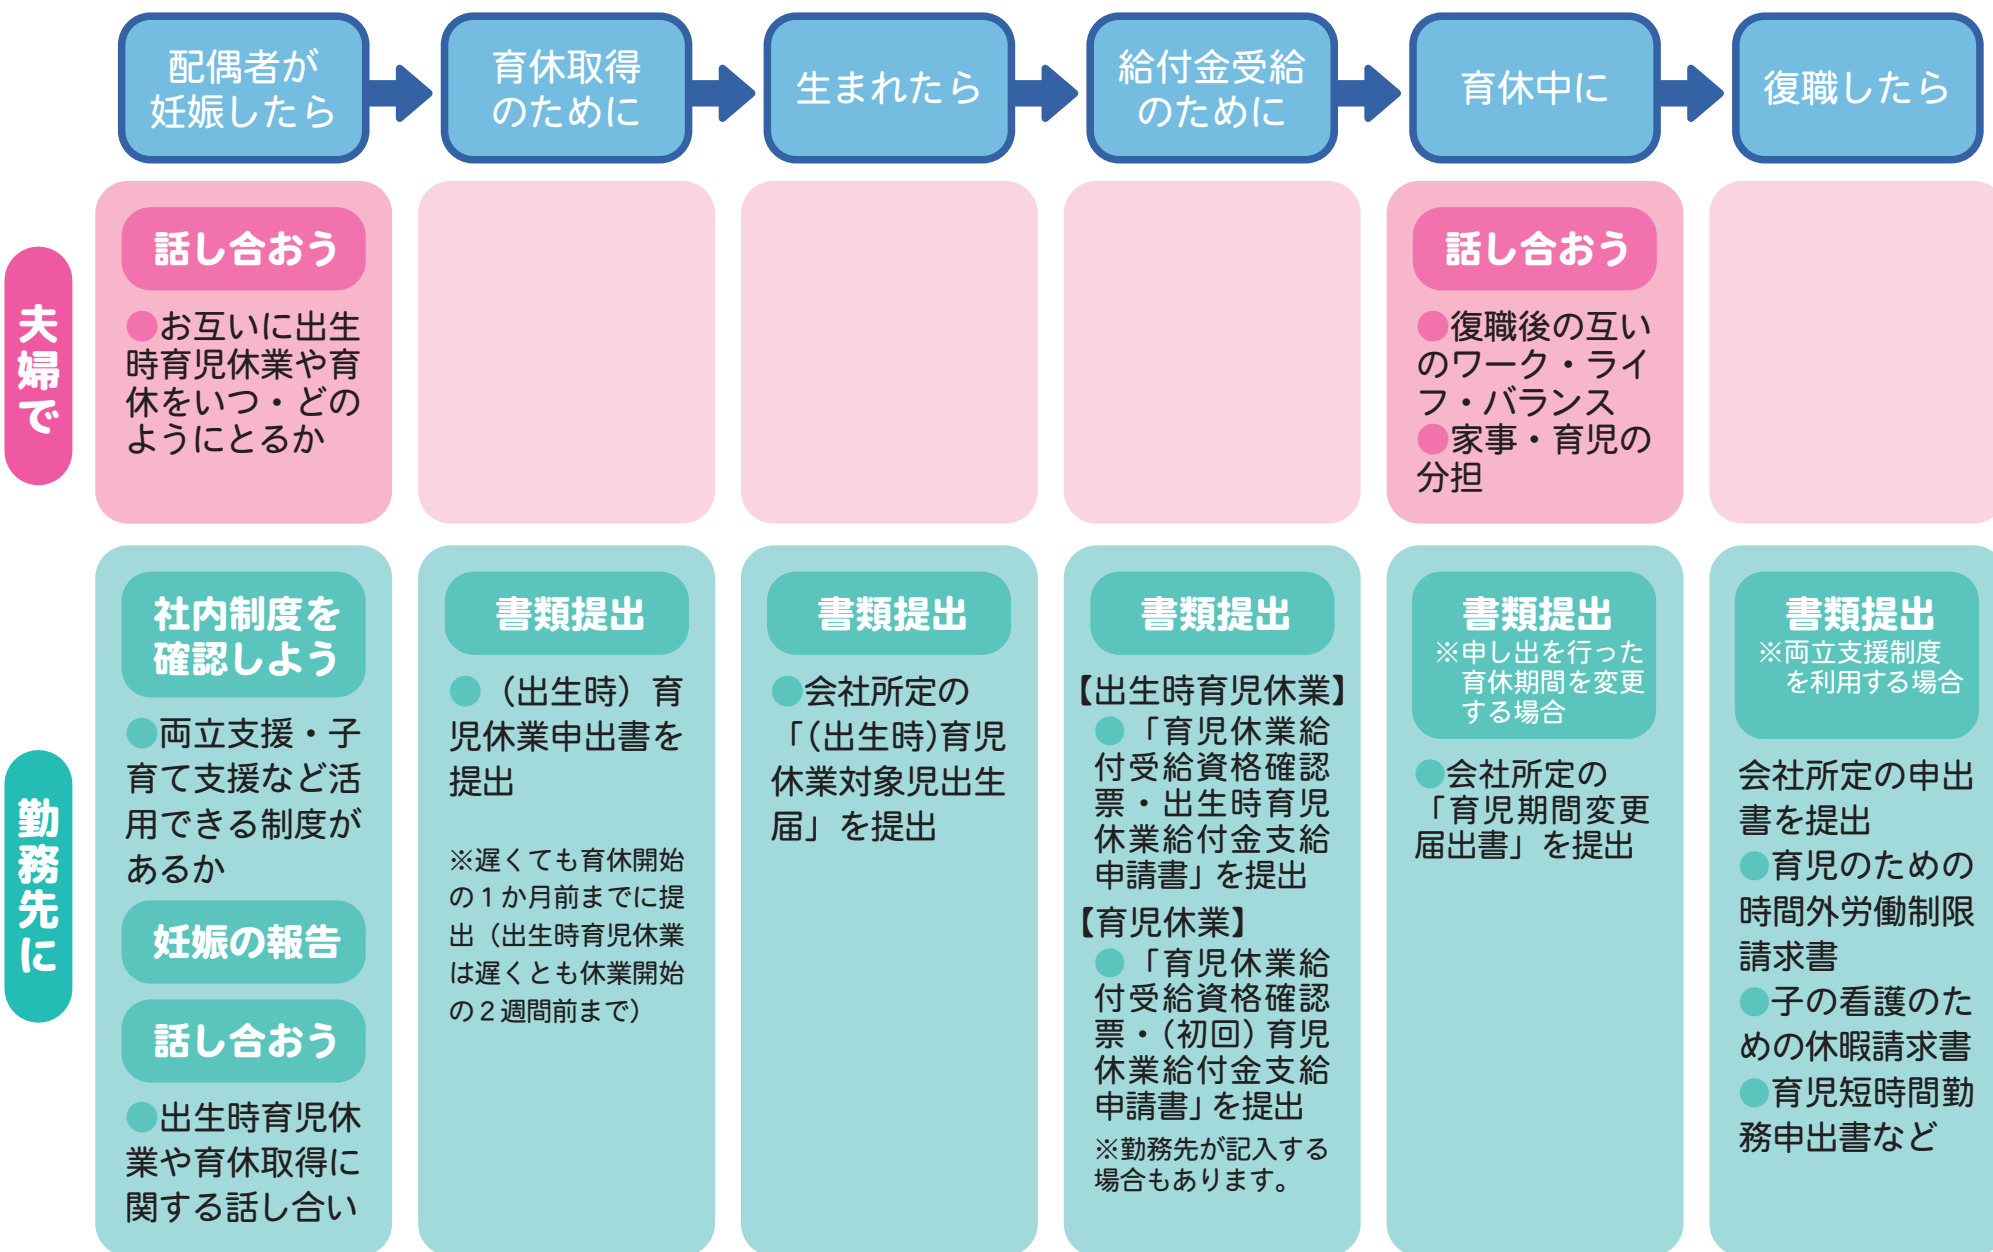 配偶者が
妊娠したら
育休取得
のために
生まれたら
給付金受給
のために
育休中に
復職したら
夫婦で
話し合おう
●お互いに出生
時育児休業や育
休をいつ・どの
ようにとるか
話し合おう
●復職後の互い
のワーク・ライ
フ・バランス
●家事・育児の
分担
勤務先に
社内制度を
確認しよう
●両立支援・子
育て支援など活
用できる制度が
あるか
妊娠の報告
話し合おう
●出生時育児休
業や育休取得に
関する話し合い
書類提出
●（出生時）育
児休業申出書を
提出
※遅くても育休開始
の１か月前までに提
出（出生時育児休業
は遅くとも休業開始
の２週間前まで）
書類提出
●会社所定の
「(出生時)育児
休業対象児出生
届」を提出
書類提出
【出生時育児休業】
●「育児休業給
付受給資格確認
票・出生時育児
休業給付金支給
申請書」を提出
【育児休業】
●「育児休業給
付受給資格確認
票・(初回)育児
休業給付金支給
申請書」を提出
※勤務先が記入する
場合もあります。
書類提出
※申し出を行った
育休期間を変更
する場合
●会社所定の
「育児期間変更
届出書」を提出
書類提出
※両立支援制度
を利用する場合
会社所定の申出
書を提出
●育児のための
時間外労働制限
請求書
●子の看護のた
めの休暇請求書
●育児短時間勤
務申出書など